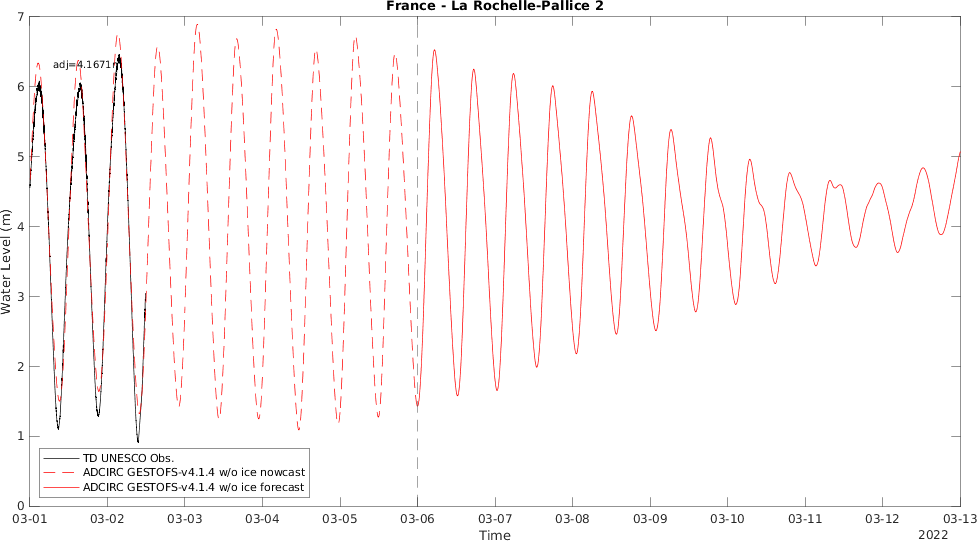 France - La Rochelle-Pallice 2
7
6
5
4
3
2
1
0
Water Level (m)
adj=4.1671
TD UNESCO Obs.
ADCIRC GESTOFS-v4.1.4 w/o ice nowcast
ADCIRC GESTOFS-v4.1.4 w/o ice forecast
03-01 03-02 03-03 03-04 03-05 03-06 03-07 03-08 03-09 03-10 03-11 03-12 03-13
Time
2022